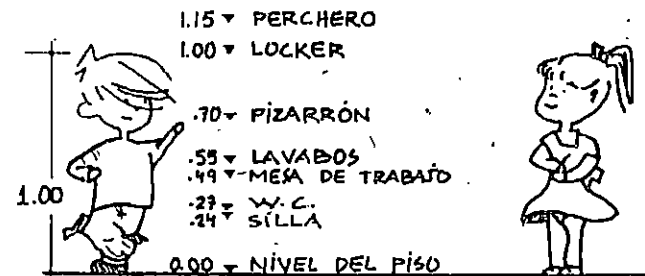 1.15 PERCHERO
1.00 LOCKER
.70 PIZARRÓN
.55 LAVABOS
.49 MESA DE TRABAJO
1.00
.27 W.C.
.24 SILLA
0.00 NIVEL DEL PISO